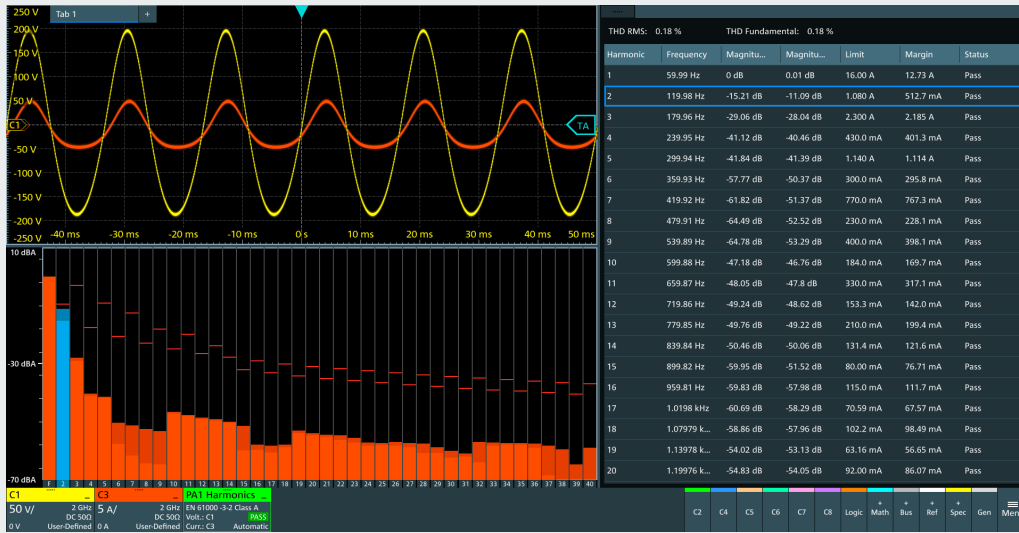 250 V
Tab 1
+
200 V
150 V
100 V
50 V
C1
TA
-50 V
-100 V
-150 V
-200 V
-250 V
-40 ms -30 ms -20 ms -10 ms 0 s 10 ms 20 ms 30 ms 40 ms 50 ms
10 dBA
-30 dBA
-70 dBA
F 2 3 4 5 6 7 8 9 10 11 12 13 14 15 16 17 18 19 20 21 22 23 24 25 26 27 28 29 30 31 32 33 34 35 36 37 38 39 40
THD RMS: 0.18 % THD Fundamental: 0.18 %
Harmonic Frequency Magnitu... Magnitu... Limit Margin Status
1 59.99 Hz 0 dB 0.01 dB 16.00 A 12.73 A Pass
2 119.98 Hz -15.21 dB -11.09 dB 1.080 A 512.7 mA Pass
3 179.96 Hz -29.06 dB -28.04 dB 2.300 A 2.185 A Pass
4 239.95 Hz -41.12 dB -40.46 dB 430.0 mA 401.3 mA Pass
5 299.94 Hz -41.84 dB -41.39 dB 1.140 A 1.114 A Pass
6 359.93 Hz -57.77 dB -50.37 dB 300.0 mA 295.8 mA Pass
7 419.92 Hz -61.82 dB -51.37 dB 770.0 mA 767.3 mA Pass
8 479.91 Hz -64.49 dB -52.52 dB 230.0 mA 228.1 mA Pass
9 539.89 Hz -64.78 dB -53.29 dB 400.0 mA 398.1 mA Pass
10 599.88 Hz -47.18 dB -46.76 dB 184.0 mA 169.7 mA Pass
11 659.87 Hz -48.05 dB -47.8 dB 330.0 mA 317.1 mA Pass
12 719.86 Hz -49.24 dB -48.62 dB 153.3 mA 142.0 mA Pass
13 779.85 Hz -49.76 dB -49.22 dB 210.0 mA 199.4 mA Pass
14 839.84 Hz -50.46 dB -50.06 dB 131.4 mA 121.6 mA Pass
15 899.82 Hz -59.95 dB -51.52 dB 80.00 mA 76.71 mA Pass
16 959.81 Hz -59.83 dB -57.98 dB 115.0 mA 111.7 mA Pass
17 1.0198 kHz -60.69 dB -58.29 dB 70.59 mA 67.57 mA Pass
18 1.07979 k... -58.86 dB -57.96 dB 102.2 mA 98.49 mA Pass
19 1.13978 k... -54.02 dB -53.13 dB 63.16 mA 56.65 mA Pass
20 1.19976 k... -54.83 dB -54.05 dB 92.00 mA 86.07 mA Pass
C1 C3 PA1 Harmonics
50 V/ 2 GHz 5 A/ 2 GHz EN 61000 -3-2 Class A
DC 50Ω DC 50Ω Volt.: C1 PASS
0 V User-Defined 0 A User-Defined Curr.: C3 Automatic
C2 C4 C5 C6 C7 C8 Logic Math + Bus + Ref + Spec + Gen